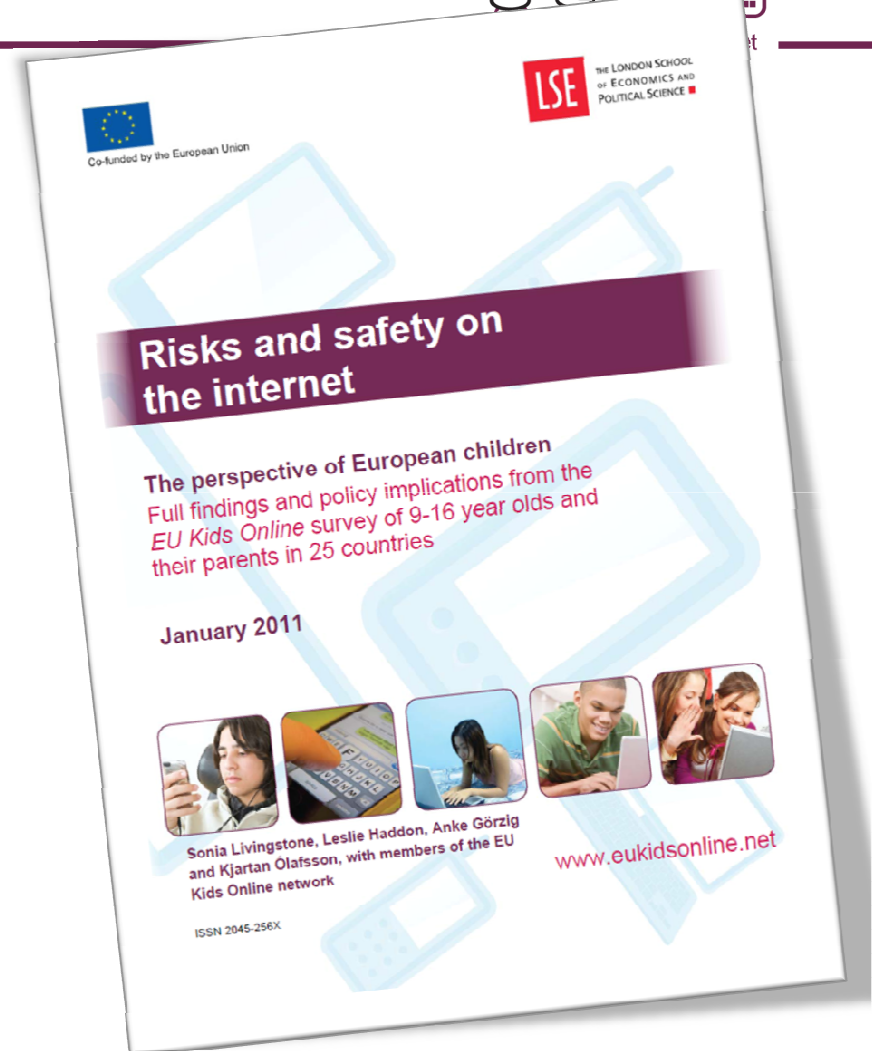 et
LSE
THE LONDON SCHOOL
OF ECONOMICS AND
POLITICAL SCIENCE
Co-funded by the European Union
Risks and safety on
the internet
The perspective of European children
Full findings and policy implications from the
EU Kids Online survey of 9-16 year olds and
their parents in 25 countries
January 2011
Sonia Livingstone, Leslie Haddon, Anke Görzig
and Kjartan Ólafsson, with members of the EU
Kids Online network
www.eukidsonline.net
ISSN 2045-256X